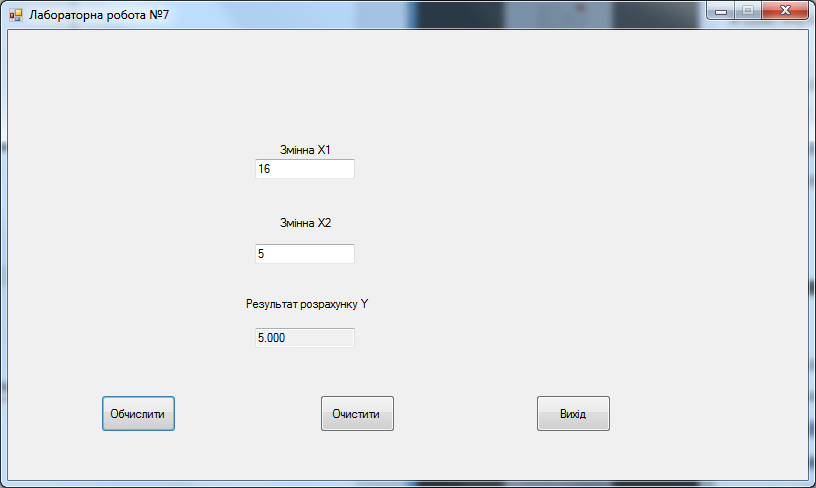 Лабораторна робота №7
Змінна X1
16
Змінна X2
5
Результат розрахунку Y
5.000
Обчислити Очистити Вихід